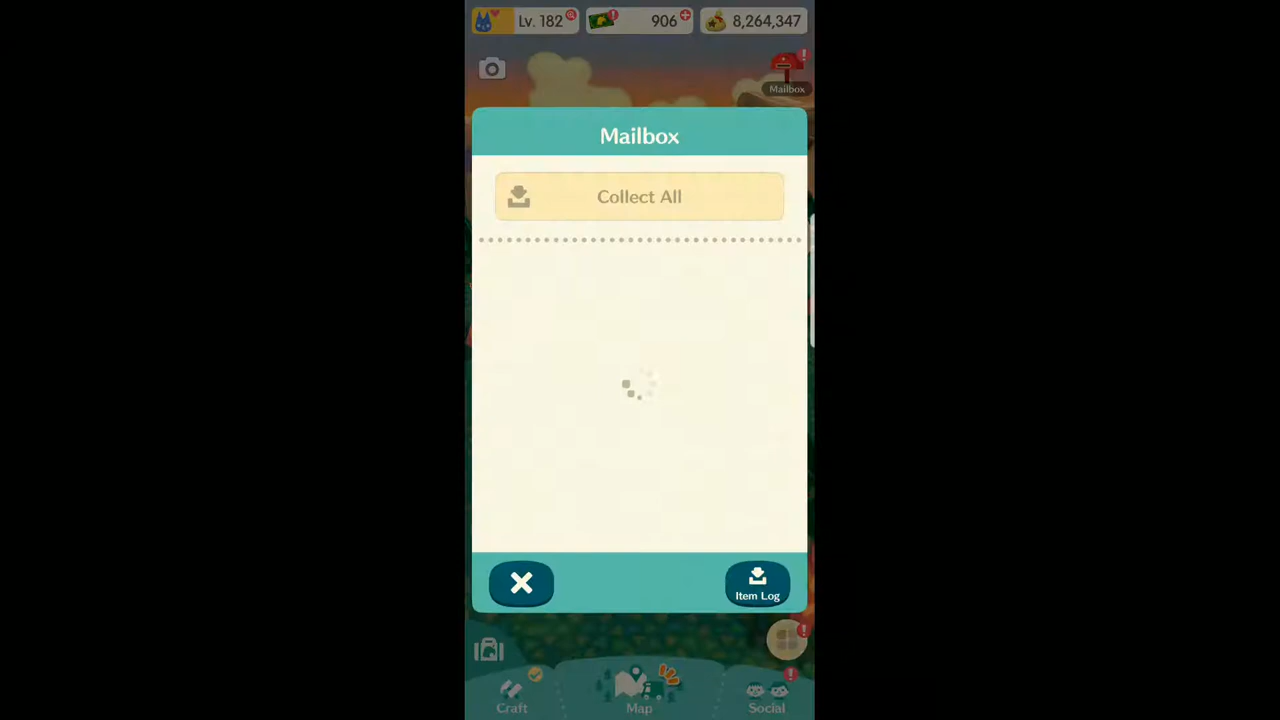 Lv. 182
906
8,264,347
Mailbox
Mailbox
Collect All
Item Log
Craft
Map
Social